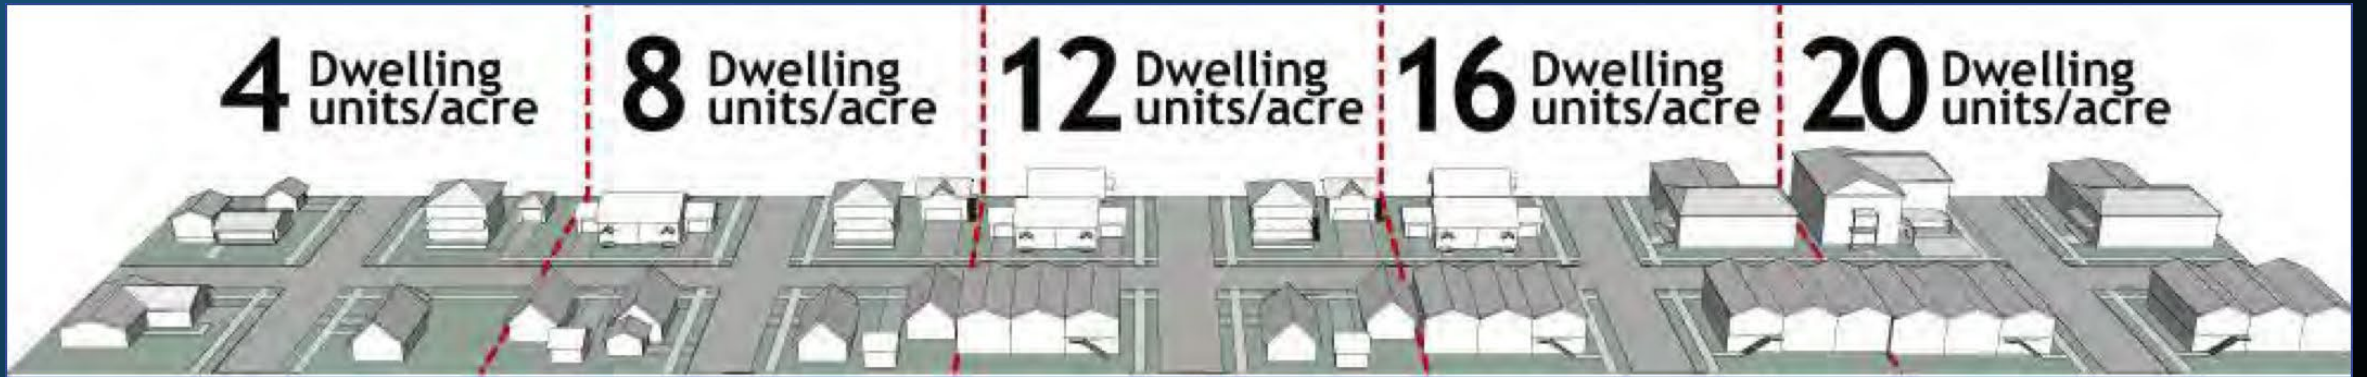 4 Dwelling
units/acre
8 Dwelling
units/acre
12 Dwelling
units/acre
16 Dwelling
units/acre
20 Dwelling
units/acre